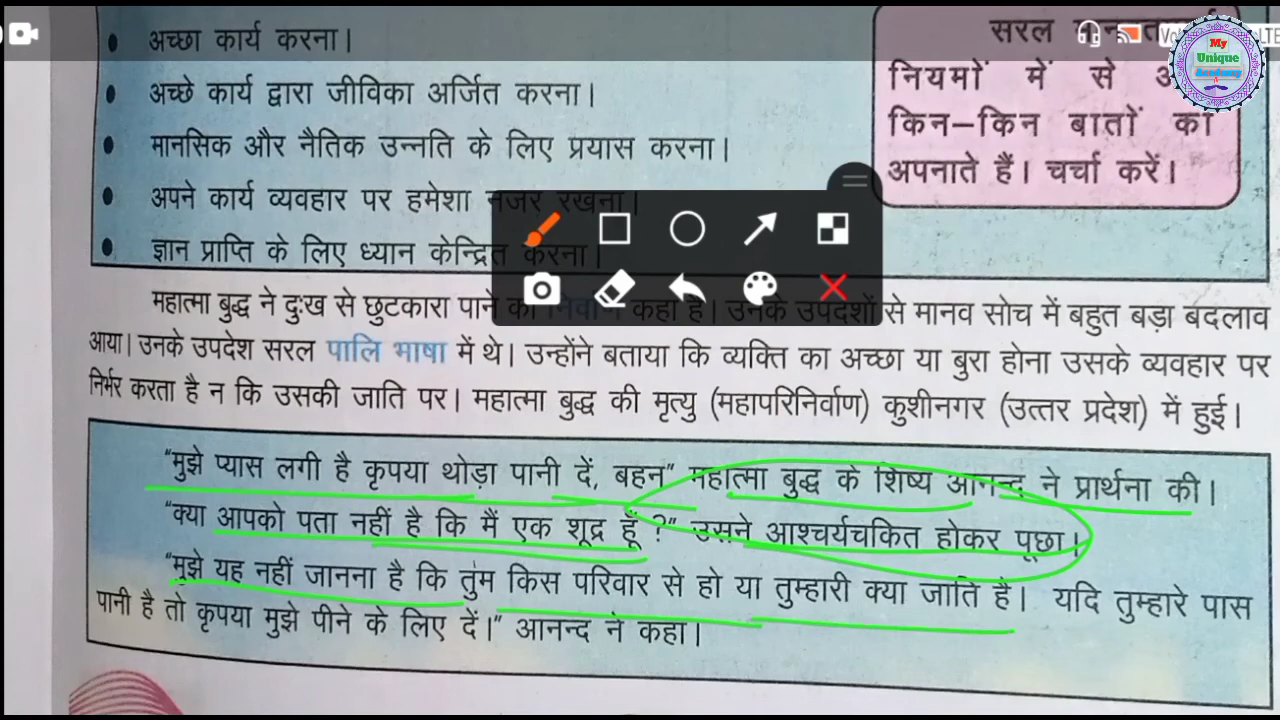 अच्छा कार्य करना।
अच्छे कार्य द्वारा जीविका अर्जित करना।
मानसिक और नैतिक उन्नति के लिए प्रयास करना।
अपने कार्य व्यवहार पर हमेशा नजर रखना।
ज्ञान प्राप्ति के लिए ध्यान केन्द्रित करना।
सरल
नियमों में से
किन–किन बातों को
अपनाते हैं। चर्चा करें।
My
Unique
Academy
महात्मा बुद्ध ने दुःख से छुटकारा पाने को निर्वाण कहा है। उनके उपदेशों से मानव सोच में बहुत बड़ा बदलाव
आया। उनके उपदेश सरल पालि भाषा में थे। उन्होंने बताया कि व्यक्ति का अच्छा या बुरा होना उसके व्यवहार पर
निर्भर करता है न कि उसकी जाति पर। महात्मा बुद्ध की मृत्यु (महापरिनिर्वाण) कुशीनगर (उत्तर प्रदेश) में हुई।
"मुझे प्यास लगी है कृपया थोड़ा पानी दें, बहन" महात्मा बुद्ध के शिष्य आनन्द ने प्रार्थना की।
"क्या आपको पता नहीं है कि मैं एक शूद्र हूँ ?" उसने आश्चर्यचकित होकर पूछा।
"मुझे यह नहीं जानना है कि तुम किस परिवार से हो या तुम्हारी क्या जाति है। यदि तुम्हारे पास
पानी है तो कृपया मुझे पीने के लिए दें।" आनन्द ने कहा।